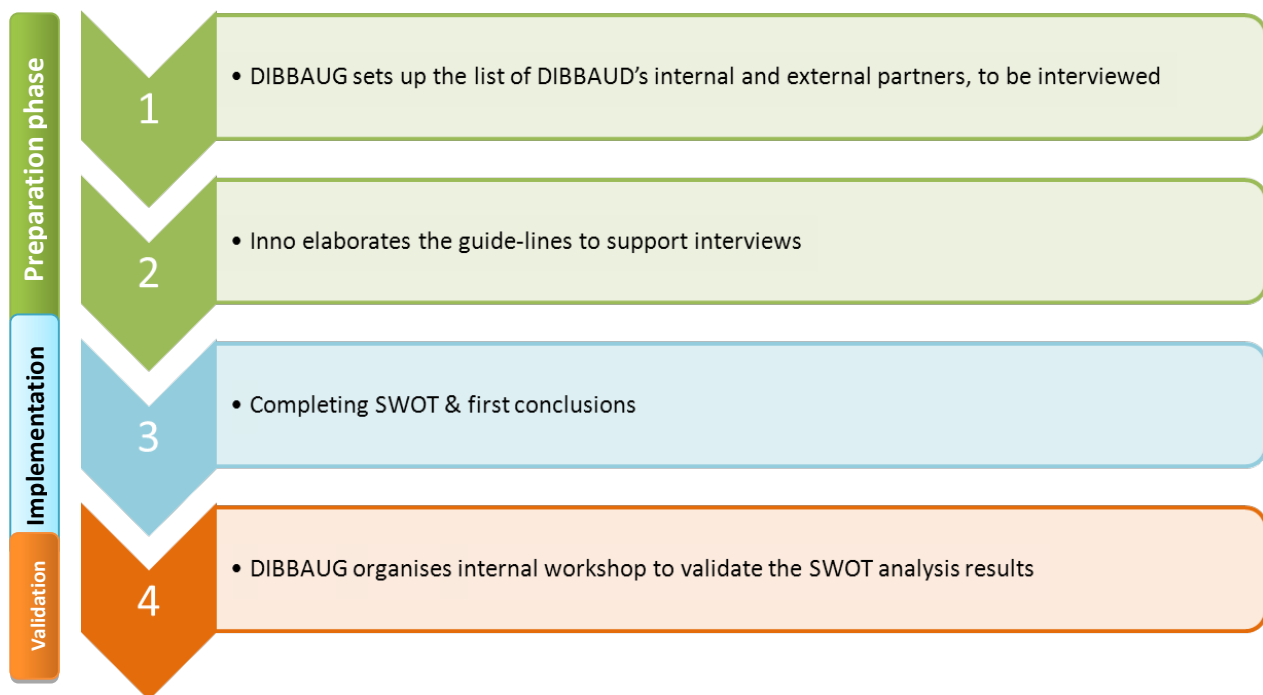 Preparation phase
1
• DIBBAUG sets up the list of DIBBAUD’s internal and external partners, to be interviewed
2
• Inno elaborates the guide-lines to support interviews
Implementation
3
• Completing SWOT & first conclusions
Validation
4
• DIBBAUG organises internal workshop to validate the SWOT analysis results